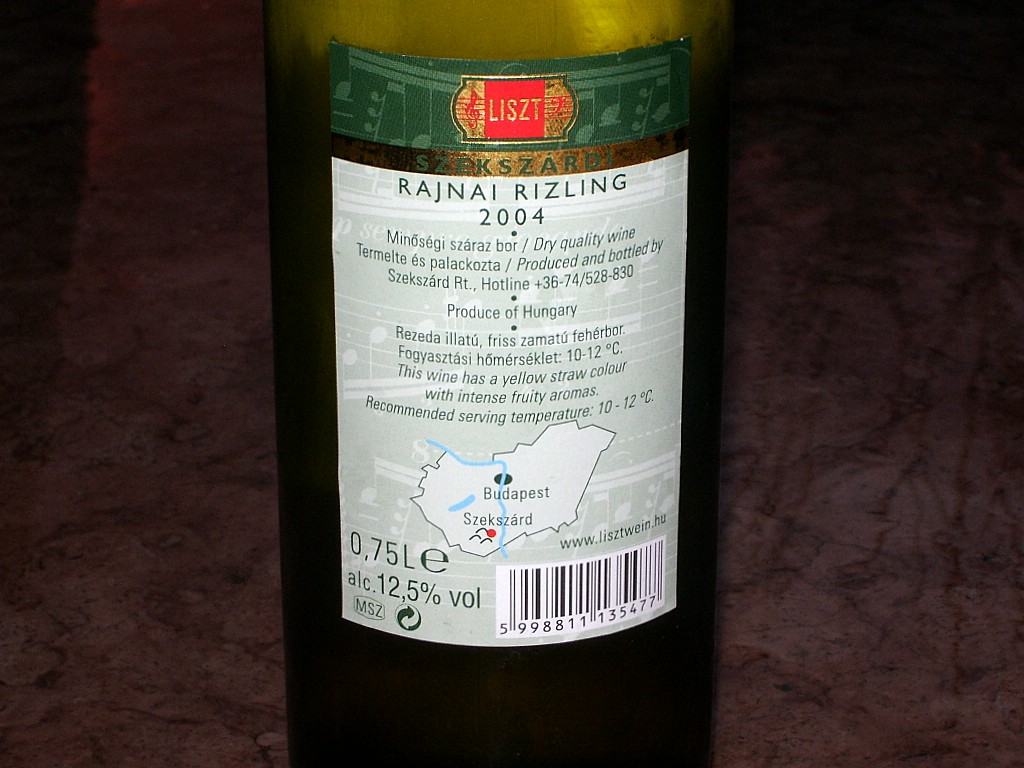 LISZT
SZEKSZÁRDI
RAJNAI RIZLING
2004
Minőségi száraz bor / Dry quality wine
Termelte és palackozta / Produced and bottled by
Szekszárd Rt., Hotline +36-74/528-830
Produce of Hungary
Rezeda illatú, friss zamatú fehérbor.
Fogyasztási hőmérséklet: 10-12 °C.
This wine has a yellow straw colour
with intense fruity aromas.
Recommended serving temperature: 10 - 12 °C.
Budapest
Szekszárd
www.lisztwein.hu
0,75L e
alc.12,5% vol
MSZ
5 998811 135477